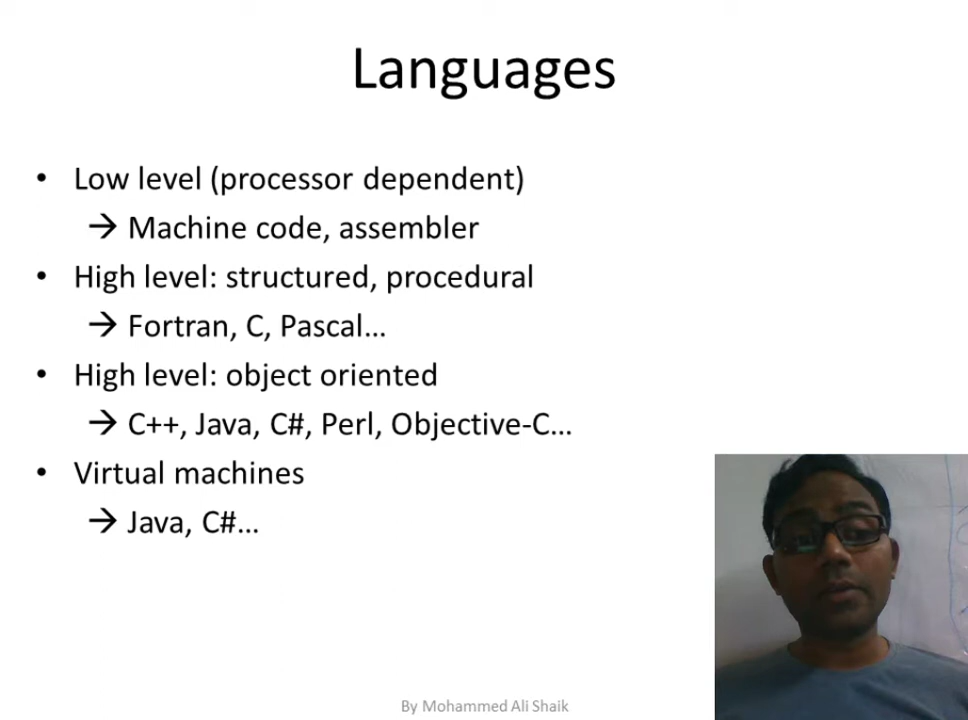 Languages
• Low level (processor dependent)
→ Machine code, assembler
• High level: structured, procedural
→ Fortran, C, Pascal…
• High level: object oriented
→ C++, Java, C#, Perl, Objective-C…
• Virtual machines
→ Java, C#…
By Mohammed Ali Shaik